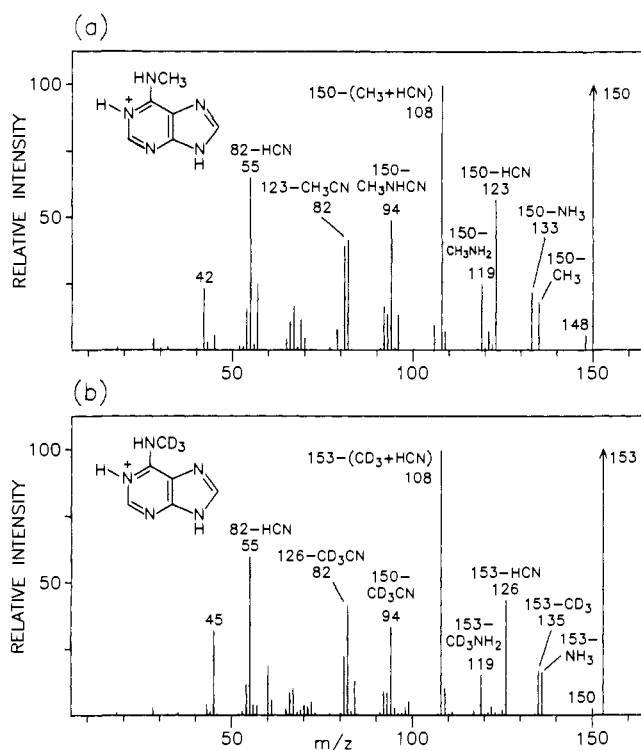 (a)
RELATIVE INTENSITY
100
50
HNCH₃
H
N
+
N
N
N
H
150-(CH₃+HCN)
108
150
82-HCN
55
123-CH₃CN
82
150-
CH₃NHCN
94
150-HCN
123
150-NH₃
133
150-
CH₃NH₂
119
150-
CH₃
42
148
50
100
150
(b)
RELATIVE INTENSITY
100
50
HNCD₃
H
N
+
N
N
N
H
153-(CD₃+HCN)
108
153
82-HCN
55
126-CD₃CN
82
150-
CD₃CN
94
153-HCN
126
153-
CD₃NH₂
119
153-CD₃
135
153-
NH₃
45
150
50
100
150
m/z